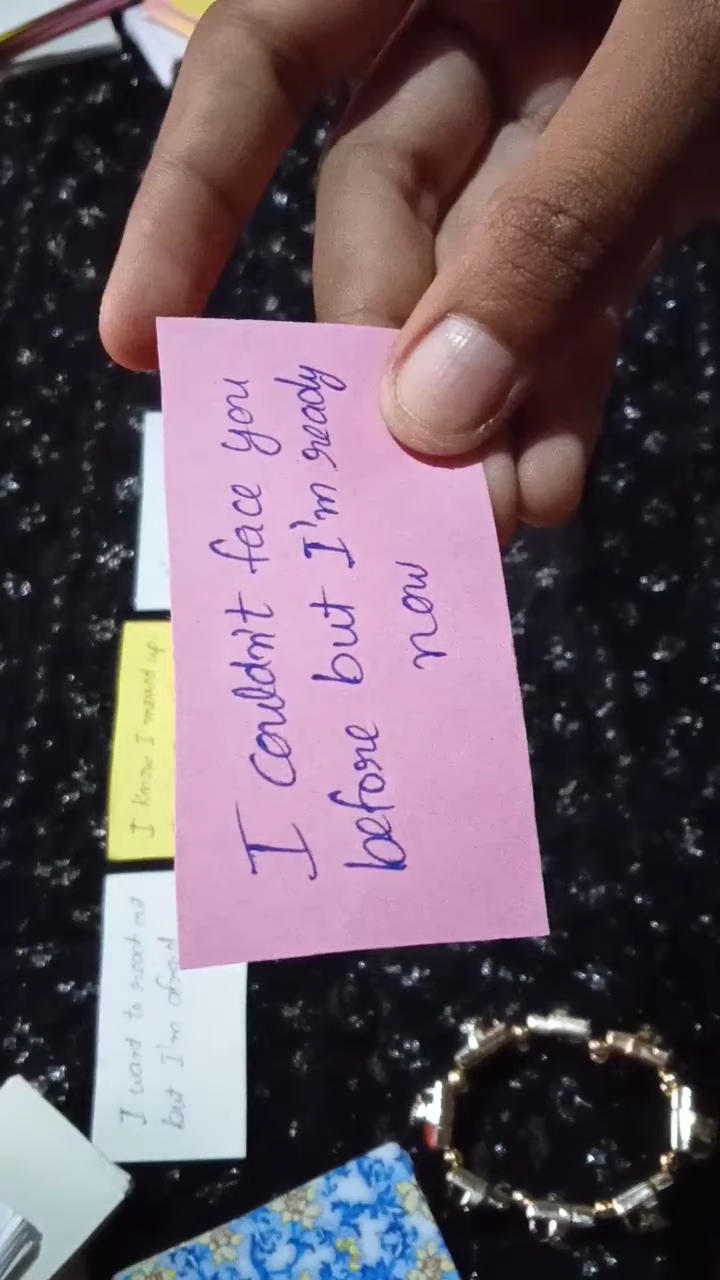 I couldn't face you
before but I'm ready
now
I know I messed up.
I want to reach out
but I'm afraid